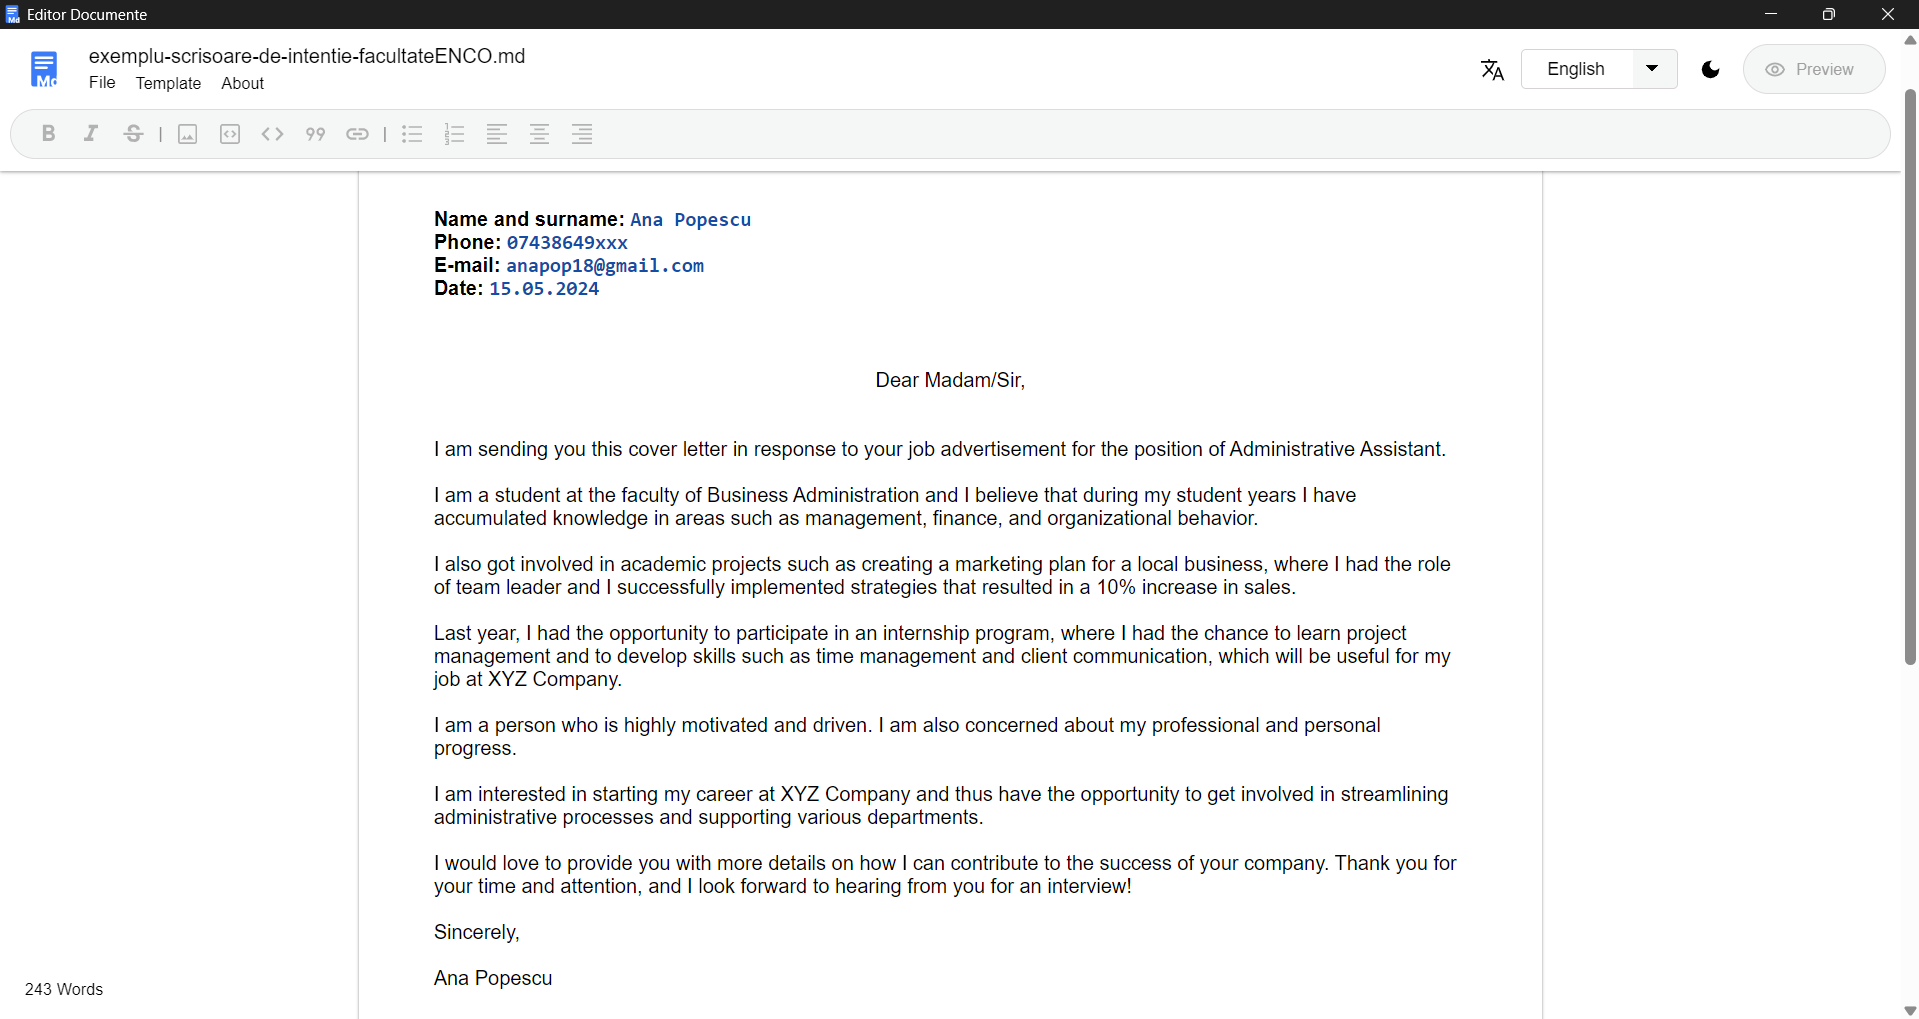 Editor Documente
exemplu-scrisoare-de-intentie-facultateENCO.md
File Template About
English
Preview
Name and surname: Ana Popescu
Phone: 07438649xxx
E-mail: anapop18@gmail.com
Date: 15.05.2024
Dear Madam/Sir,
I am sending you this cover letter in response to your job advertisement for the position of Administrative Assistant.
I am a student at the faculty of Business Administration and I believe that during my student years I have
accumulated knowledge in areas such as management, finance, and organizational behavior.
I also got involved in academic projects such as creating a marketing plan for a local business, where I had the role
of team leader and I successfully implemented strategies that resulted in a 10% increase in sales.
Last year, I had the opportunity to participate in an internship program, where I had the chance to learn project
management and to develop skills such as time management and client communication, which will be useful for my
job at XYZ Company.
I am a person who is highly motivated and driven. I am also concerned about my professional and personal
progress.
I am interested in starting my career at XYZ Company and thus have the opportunity to get involved in streamlining
administrative processes and supporting various departments.
I would love to provide you with more details on how I can contribute to the success of your company. Thank you for
your time and attention, and I look forward to hearing from you for an interview!
Sincerely,
Ana Popescu
243 Words